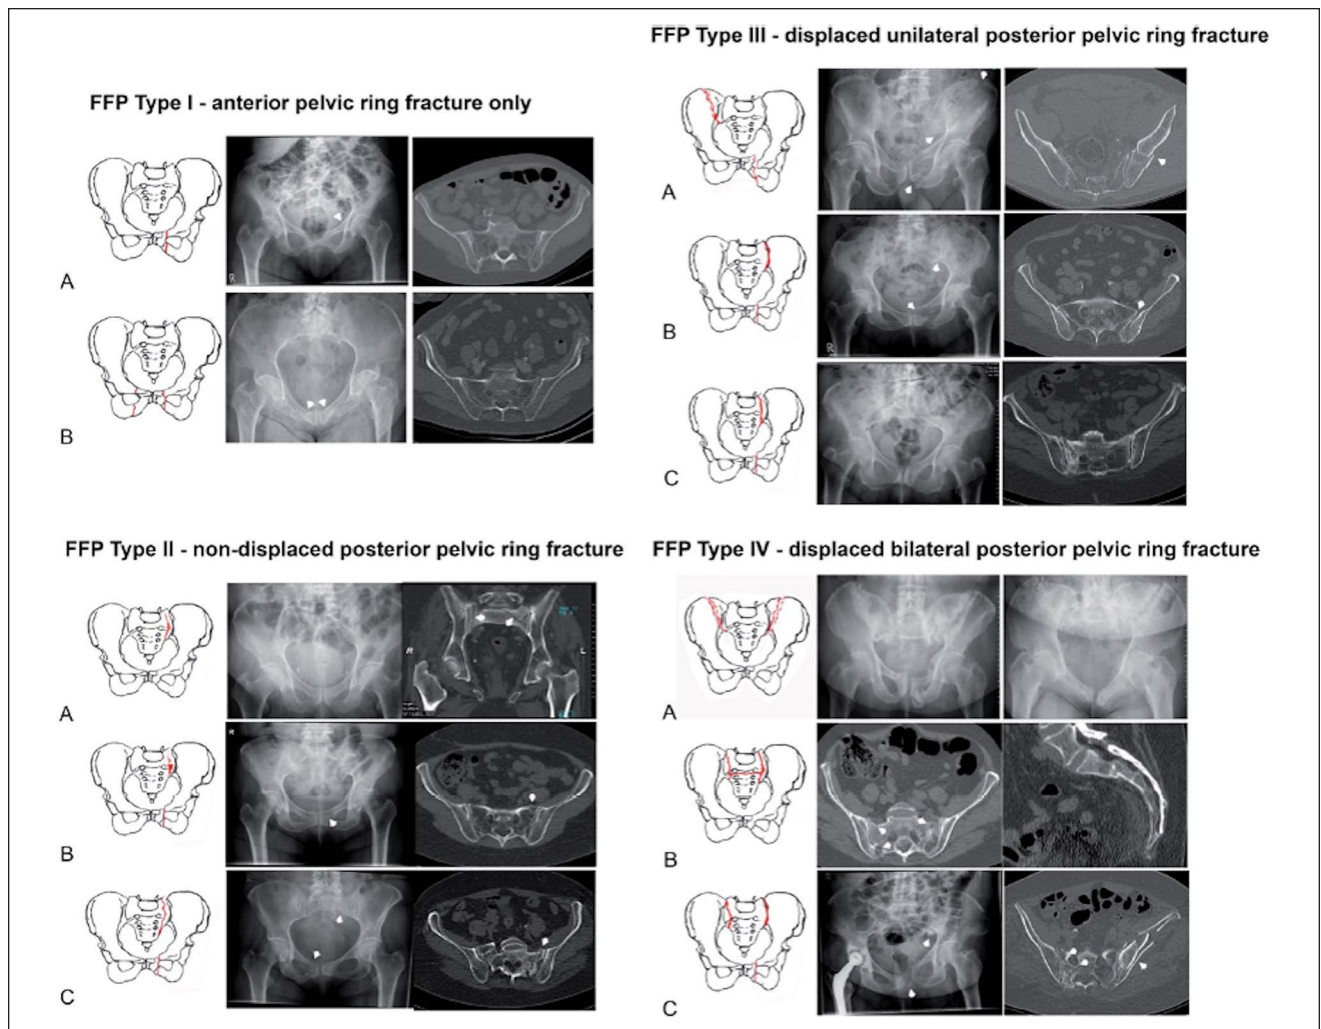 FFP Type I - anterior pelvic ring fracture only
A
R
B
FFP Type II - non-displaced posterior pelvic ring fracture
A
R
L
R
B
C
FFP Type III - displaced unilateral posterior pelvic ring fracture
A
B
R
C
FFP Type IV - displaced bilateral posterior pelvic ring fracture
A
B
C